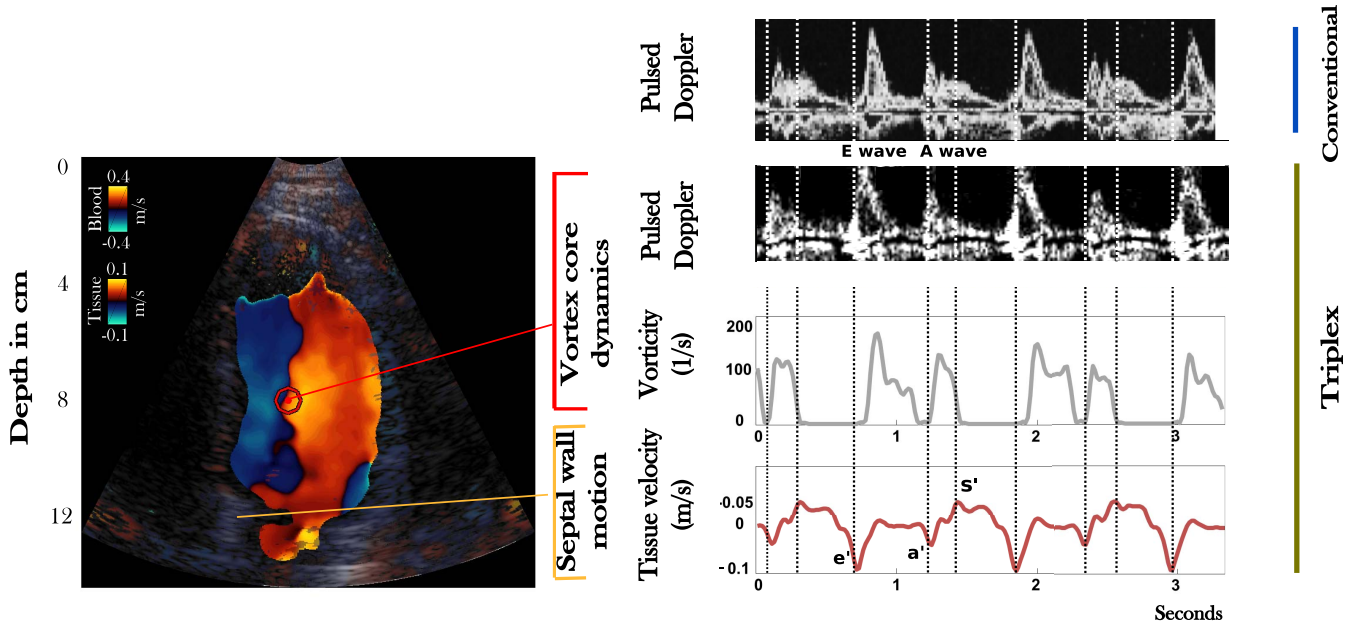 0
4
8
12
Depth in cm
0.4
Blood
m/s
-0.4
0.1
Tissue
m/s
-0.1
Vortex core
dynamics
Septal wall
motion
Pulsed
Doppler
E wave A wave
Pulsed
Doppler
Vorticity
(1/s)
200
100
0
0 1 2 3
Tissue velocity
(m/s)
-0.05
0
-0.1
e'
a'
S'
0 1 2 3
Seconds
Conventional
Triplex